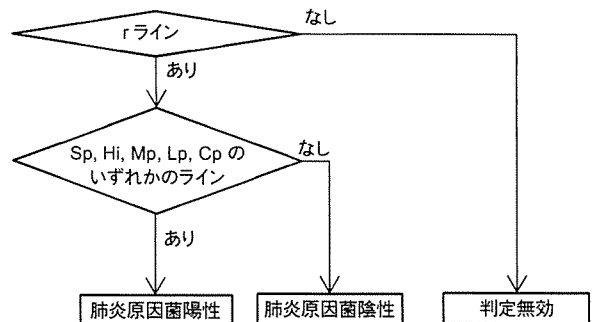 r ライン
なし
あり
Sp, Hi, Mp, Lp, Cp の
いずれかのライン
なし
あり
肺炎原因菌陽性
肺炎原因菌陰性
判定無効